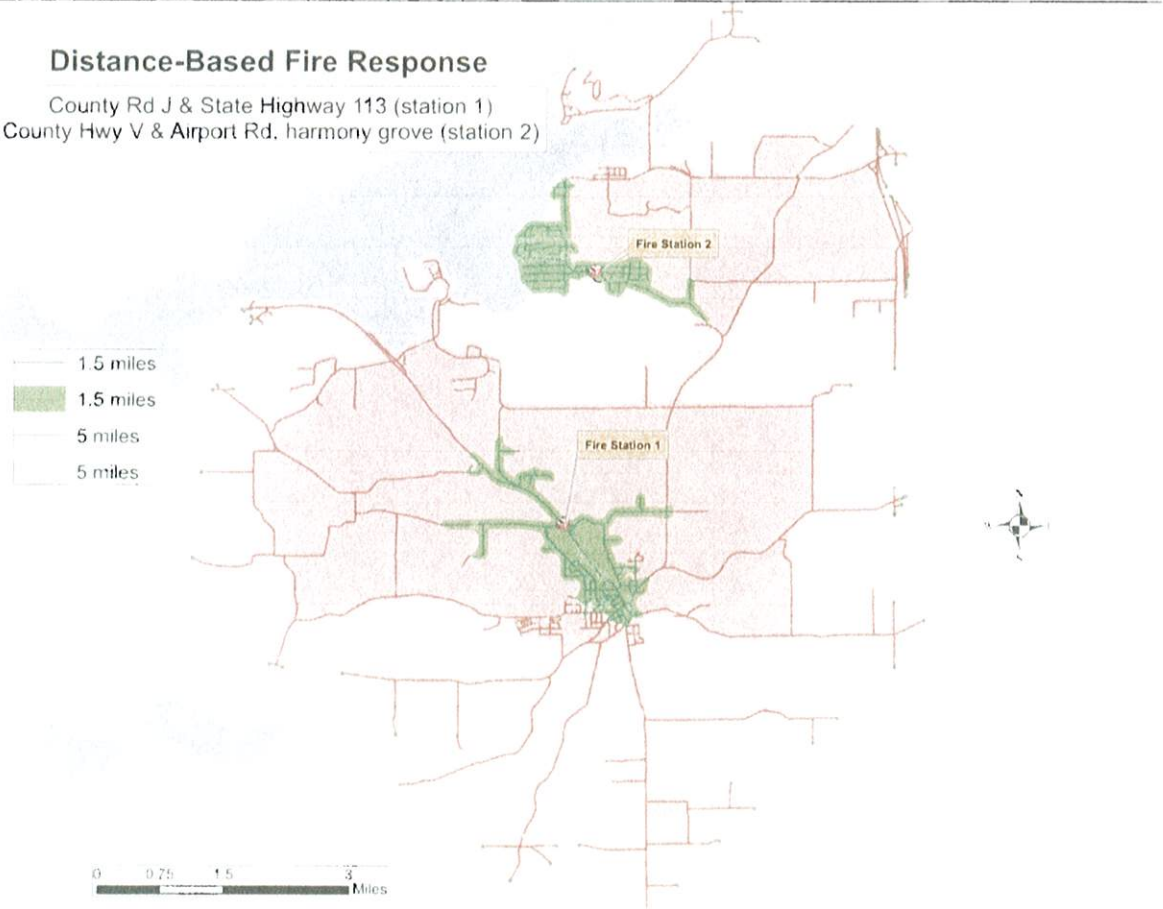 Distance-Based Fire Response
County Rd J & State Highway 113 (station 1)
County Hwy V & Airport Rd, harmony grove (station 2)
Fire Station 2
1.5 miles
1.5 miles
5 miles
5 miles
Fire Station 1
0 0.75 1.5 3
Miles